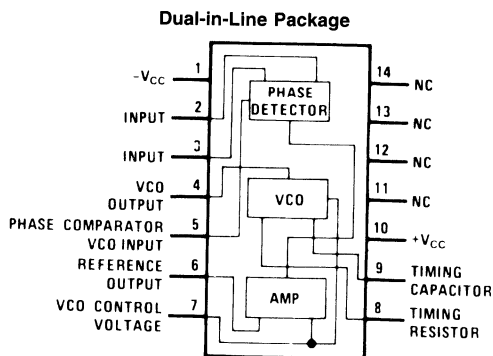 Dual-in-Line Package
1
-VCC
2
INPUT
3
INPUT
4
VCO
OUTPUT
5
PHASE COMPARATOR
VCO INPUT
6
REFERENCE
OUTPUT
7
VCO CONTROL
VOLTAGE
PHASE
DETECTOR
VCO
AMP
14
NC
13
NC
12
NC
11
NC
10
+VCC
9
TIMING
CAPACITOR
8
TIMING
RESISTOR